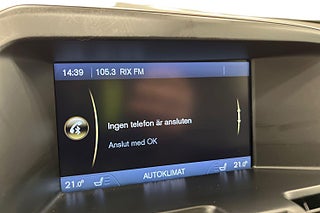 14:39 105.3 RIX FM
Ingen telefon är ansluten
Anslut med OK
21.0° AUTOKLIMAT 21.0°